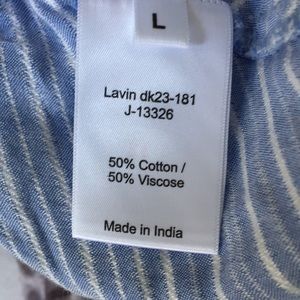 L
Lavin dk23-181
J-13326
50% Cotton /
50% Viscose
Made in India